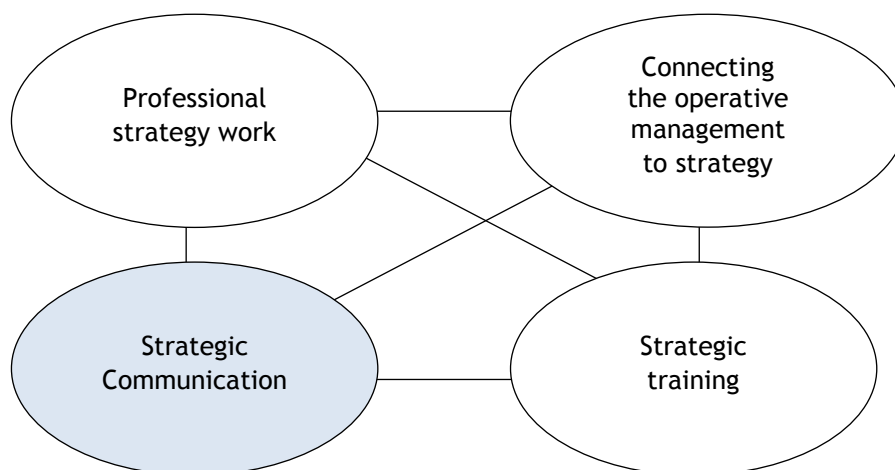 Professional
strategy work
Connecting
the operative
management
to strategy
Strategic
Communication
Strategic
training